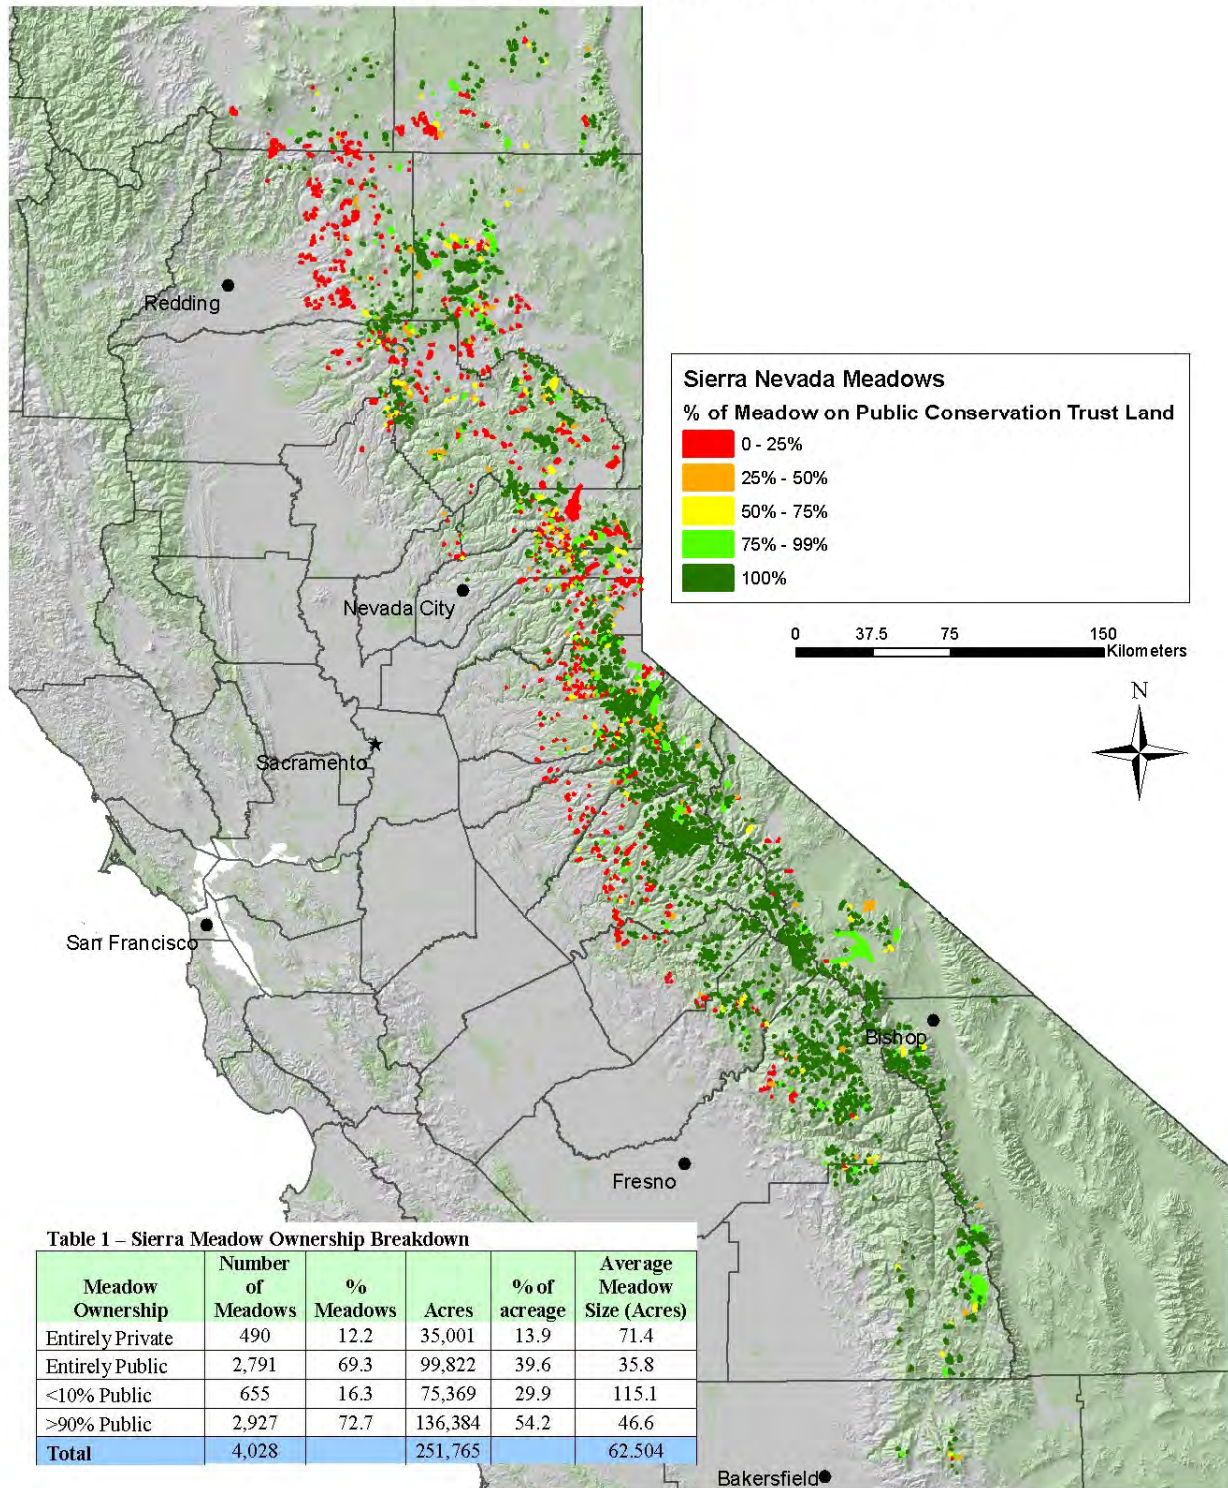 Redding
Sierra Nevada Meadows
% of Meadow on Public Conservation Trust Land
0 - 25%
25% - 50%
50% - 75%
75% - 99%
100%
Nevada City
0 37.5 75 150
Kilometers
N
Sacramento
San Francisco
Bishop
Fresno
Table 1 – Sierra Meadow Ownership Breakdown
Meadow Ownership Number of Meadows % Meadows Acres % of acreage Average Meadow Size (Acres)
Entirely Private 490 12.2 35,001 13.9 71.4
Entirely Public 2,791 69.3 99,822 39.6 35.8
<10% Public 655 16.3 75,369 29.9 115.1
>90% Public 2,927 72.7 136,384 54.2 46.6
Total 4,028 251,765 62.504
Bakersfield